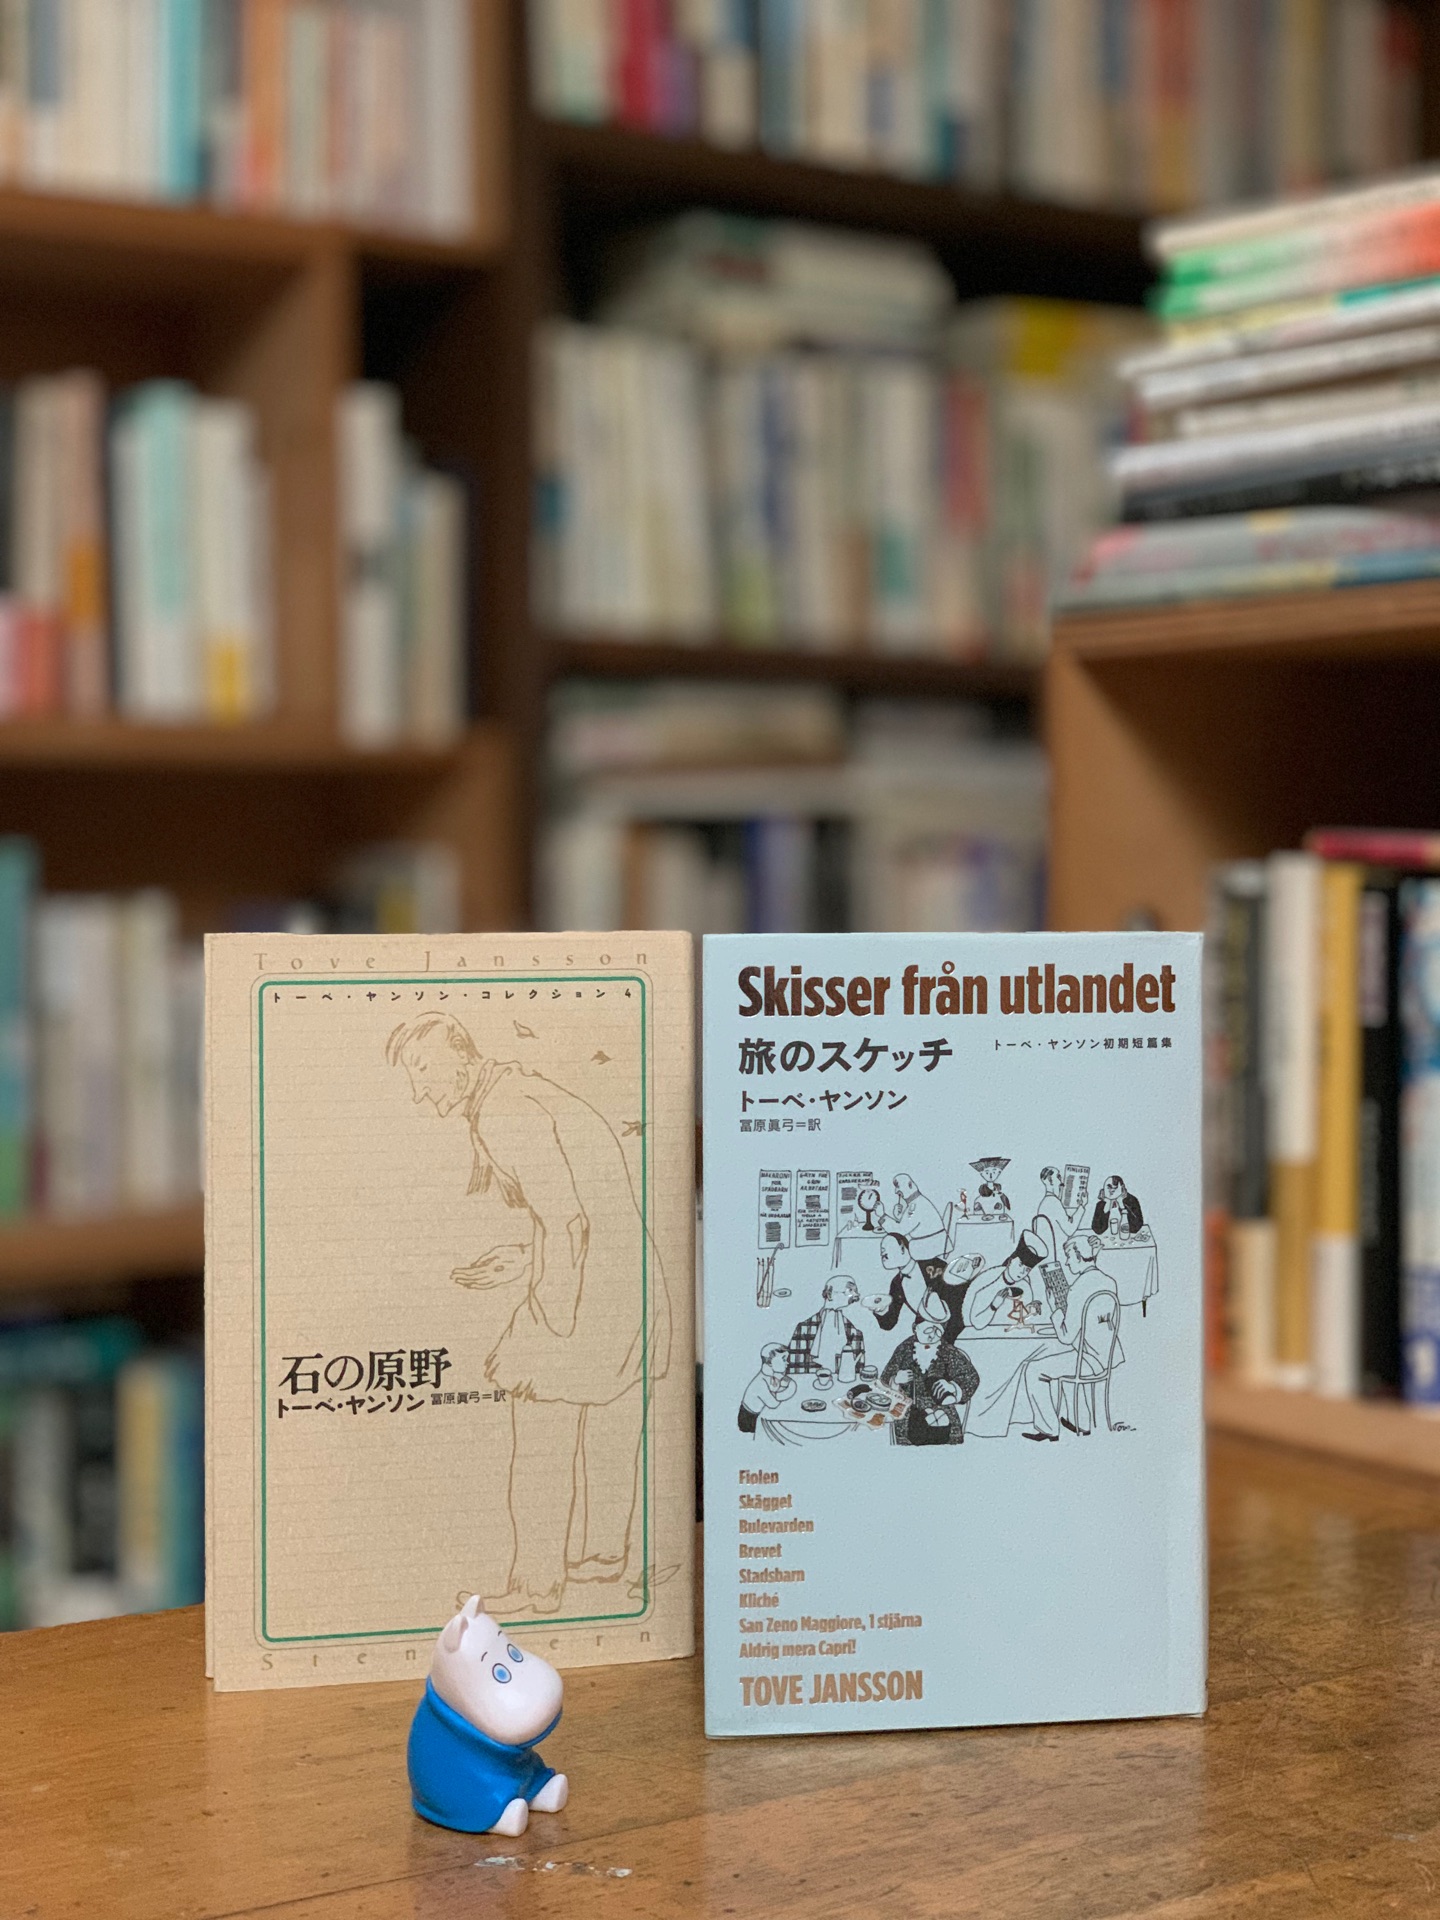 Tove Jansson
トーベ・ヤンソン・コレクション 4
石の原野
トーベ・ヤンソン 冨原眞弓=訳
Skisser från utlandet
旅のスケッチ
トーベ・ヤンソン初期短篇集
トーベ・ヤンソン
冨原眞弓=訳
Fiolen
Skägget
Bulevarden
Brevet
Stadsbarn
Kliché
San Zeno Maggiore, 1 stjärna
Aldrig mera Capri!
TOVE JANSSON